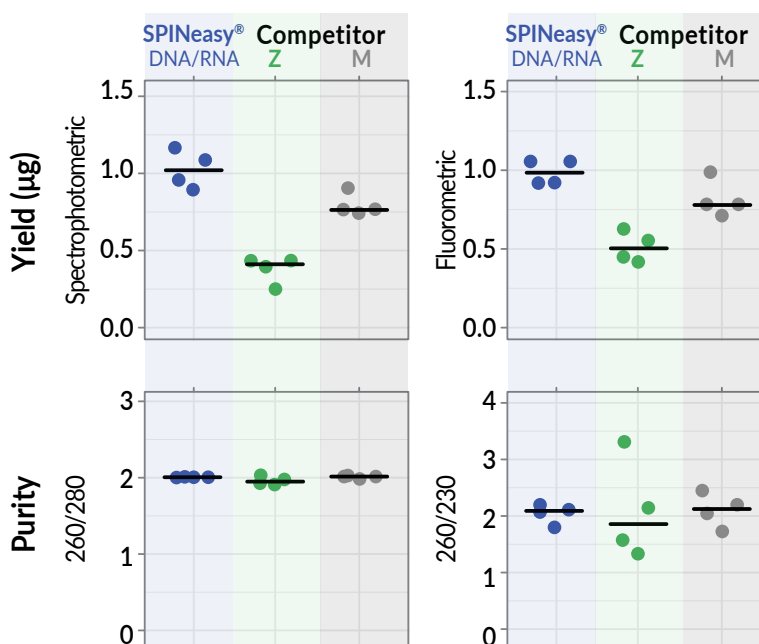 SPINeasy® Competitor
DNA/RNA Z M
SPINeasy® Competitor
DNA/RNA Z M
Yield (µg)
Spectrophotometric
1.5
1.0
0.5
0.0
Fluorometric
1.5
1.0
0.5
0.0
Purity
260/280
3
2
1
0
260/230
4
3
2
1
0